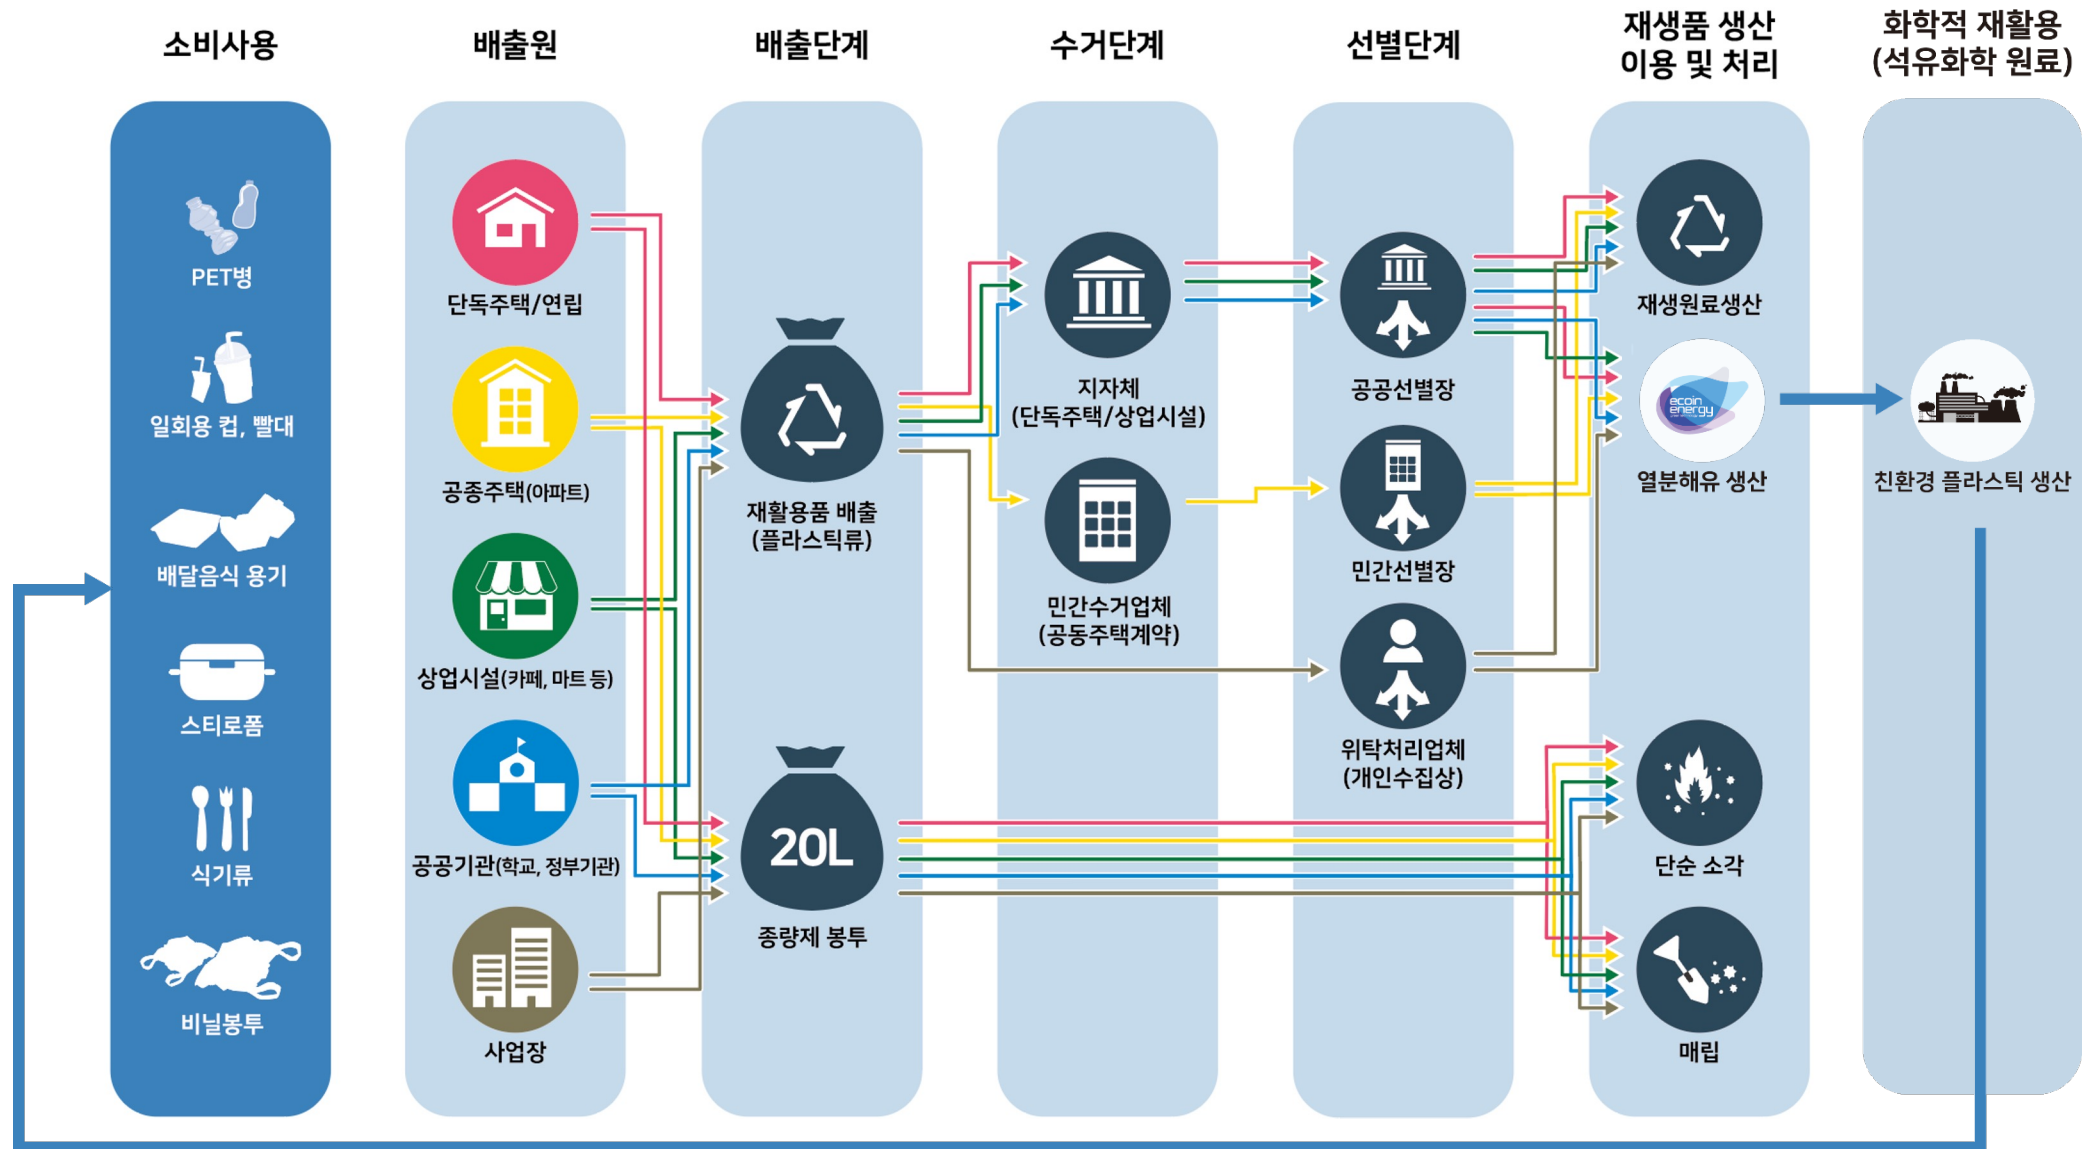 소비사용
배출원
배출단계
수거단계
선별단계
재생품 생산
이용 및 처리
화학적 재활용
(석유화학 원료)
PET병
일회용 컵, 빨대
배달음식 용기
스티로폼
식기류
비닐봉투
단독주택/연립
공종주택(아파트)
상업시설(카페, 마트 등)
공공기관(학교, 정부기관)
사업장
재활용품 배출
(플라스틱류)
20L
종량제 봉투
지자체
(단독주택/상업시설)
민간수거업체
(공동주택계약)
공공선별장
민간선별장
위탁처리업체
(개인수집상)
재생원료생산
ecoin
energy
열분해유 생산
단순 소각
매립
친환경 플라스틱 생산